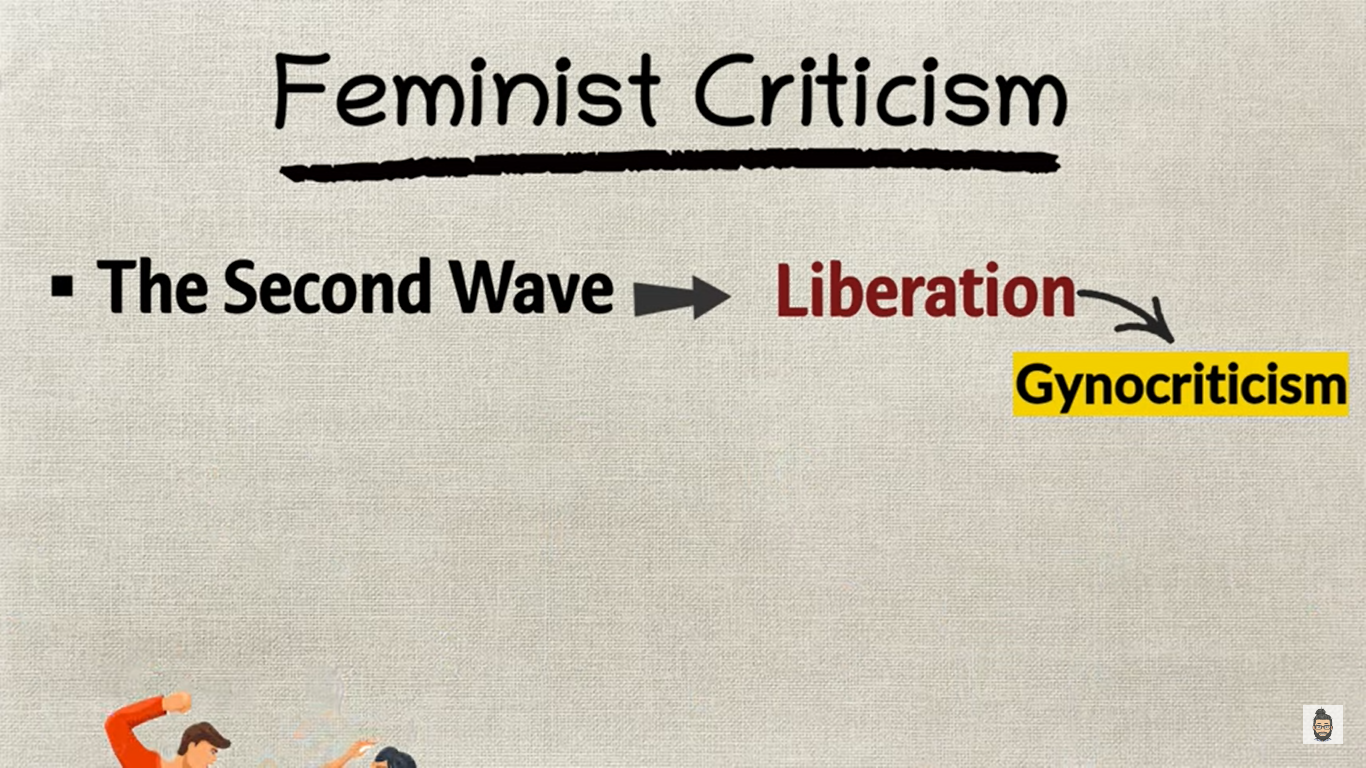 Feminist Criticism
▪ The Second Wave Liberation
Gynocriticism